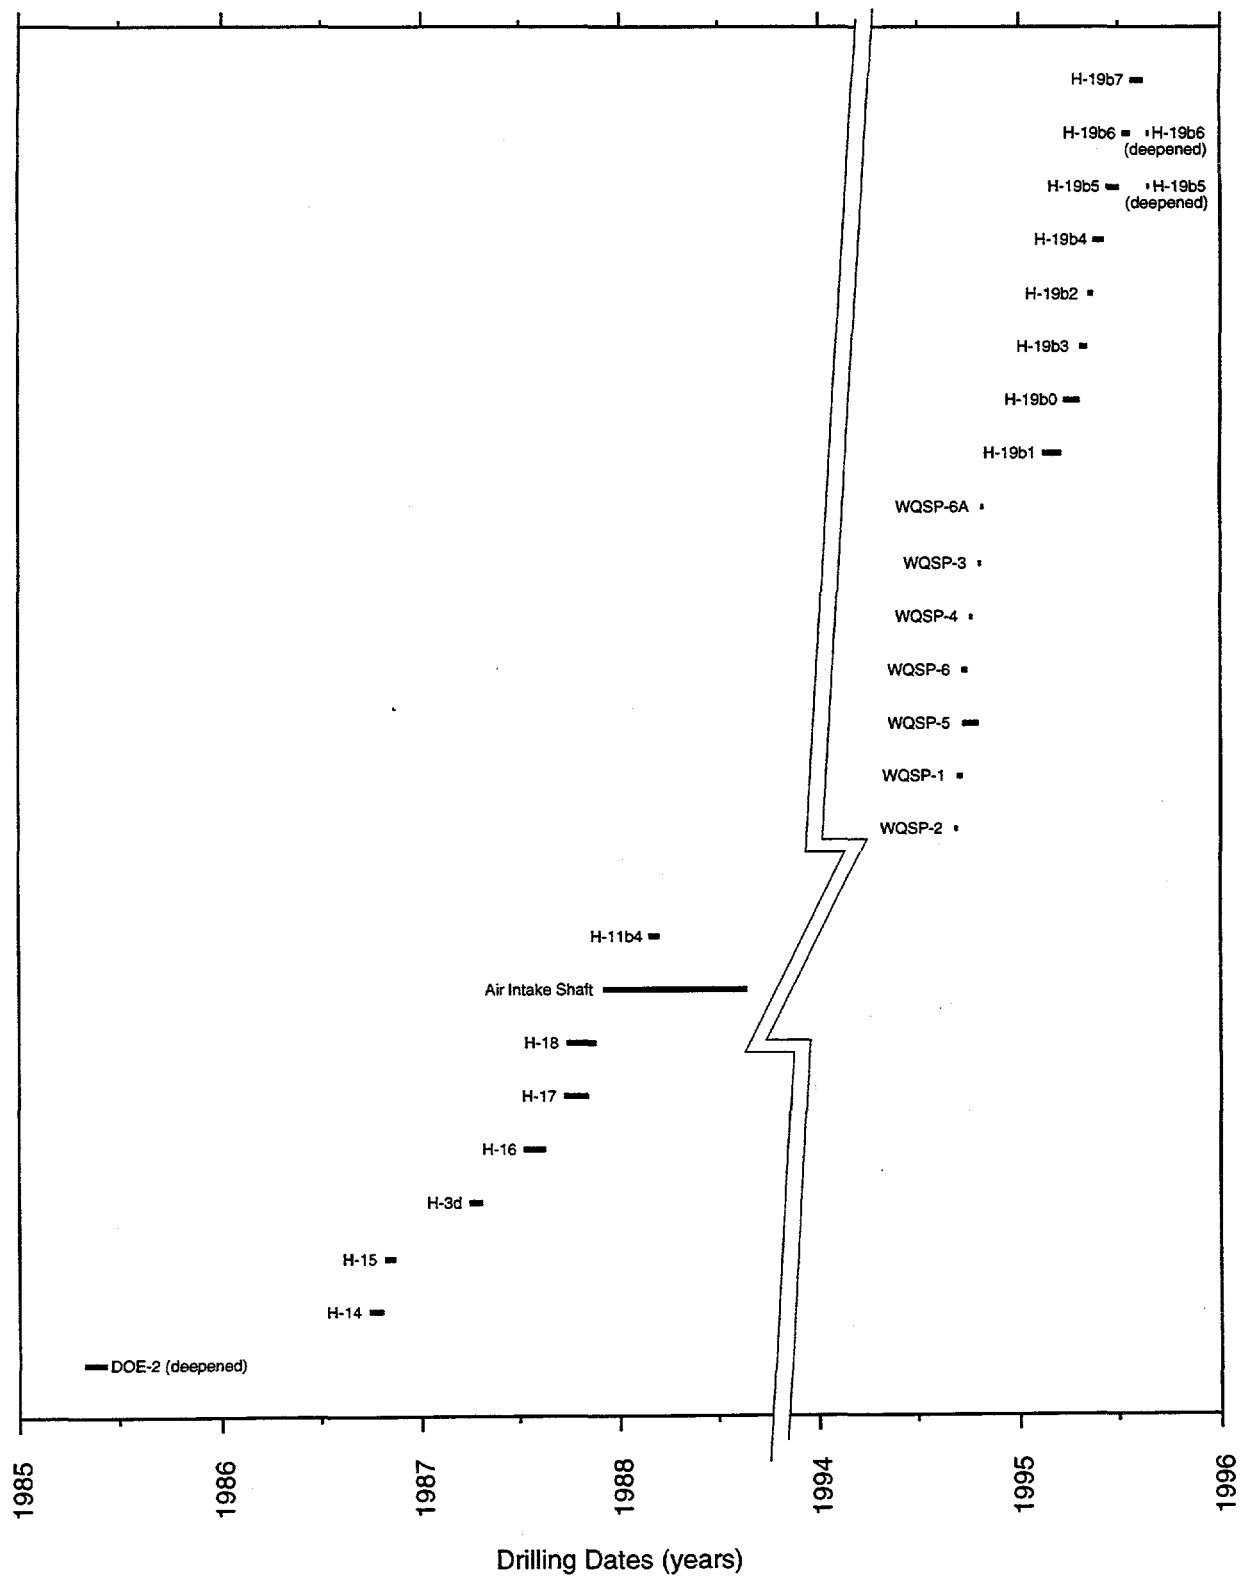 H-19b7
H-19b6 H-19b6
(deepened)
H-19b5 H-19b5
(deepened)
H-19b4
H-19b2
H-19b3
H-19b0
H-19b1
WQSP-6A
WQSP-3
WQSP-4
WQSP-6
WQSP-5
WQSP-1
WQSP-2
H-11b4
Air Intake Shaft
H-18
H-17
H-16
H-3d
H-15
H-14
DOE-2 (deepened)
1985 1986 1987 1988 1994 1995 1996
Drilling Dates (years)